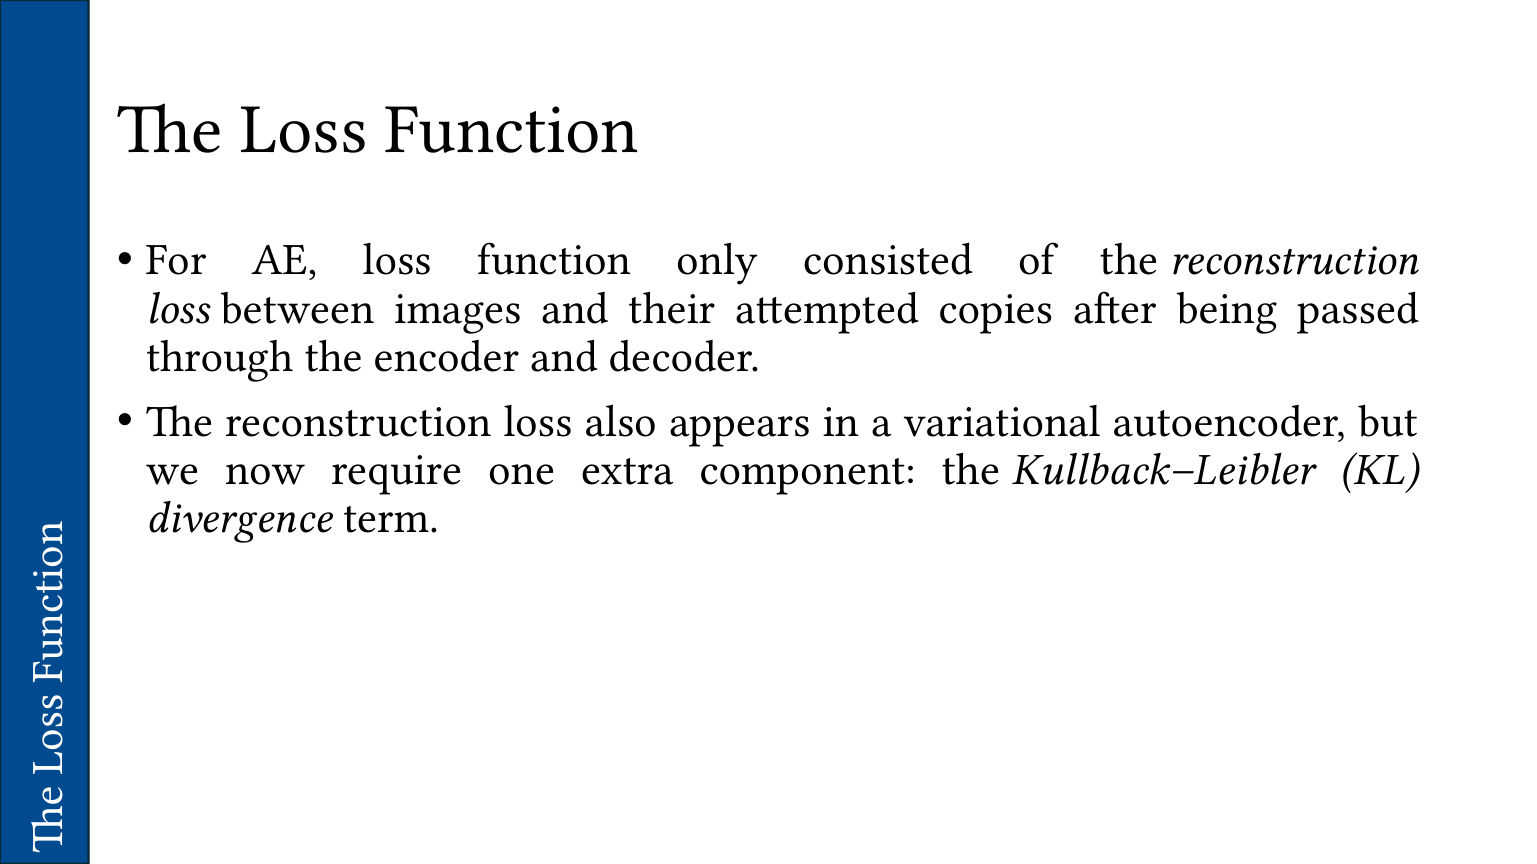 The Loss Function
• For AE, loss function only consisted of the reconstruction
loss between images and their attempted copies after being passed
through the encoder and decoder.
• The reconstruction loss also appears in a variational autoencoder, but
we now require one extra component: the Kullback–Leibler (KL)
divergence term.
The Loss Function